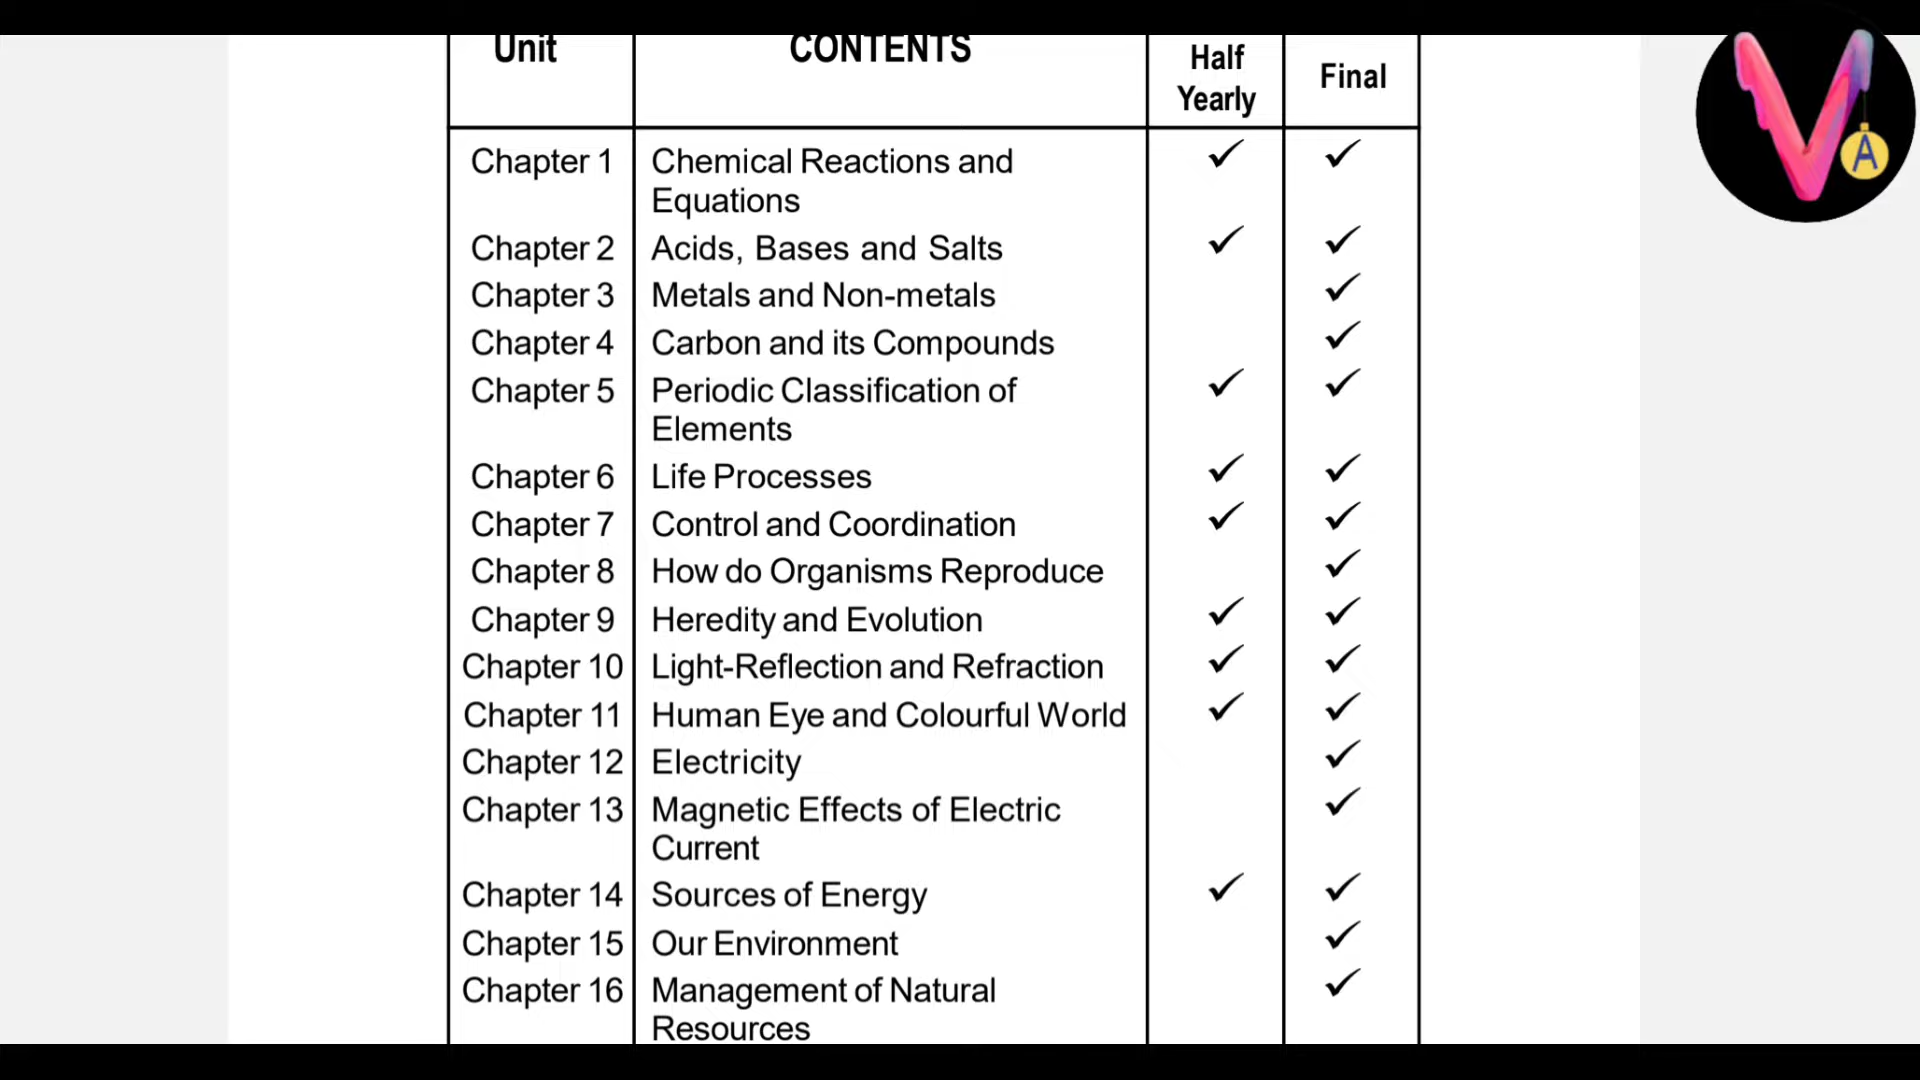 Unit CONTENTS Half Yearly Final
Chapter 1 Chemical Reactions and ✓ ✓
Equations
Chapter 2 Acids, Bases and Salts ✓ ✓
Chapter 3 Metals and Non-metals ✓
Chapter 4 Carbon and its Compounds ✓
Chapter 5 Periodic Classification of ✓ ✓
Elements
Chapter 6 Life Processes ✓ ✓
Chapter 7 Control and Coordination ✓ ✓
Chapter 8 How do Organisms Reproduce ✓
Chapter 9 Heredity and Evolution ✓ ✓
Chapter 10 Light-Reflection and Refraction ✓ ✓
Chapter 11 Human Eye and Colourful World ✓ ✓
Chapter 12 Electricity ✓
Chapter 13 Magnetic Effects of Electric ✓
Current
Chapter 14 Sources of Energy ✓ ✓
Chapter 15 Our Environment ✓
Chapter 16 Management of Natural ✓
Resources
V A